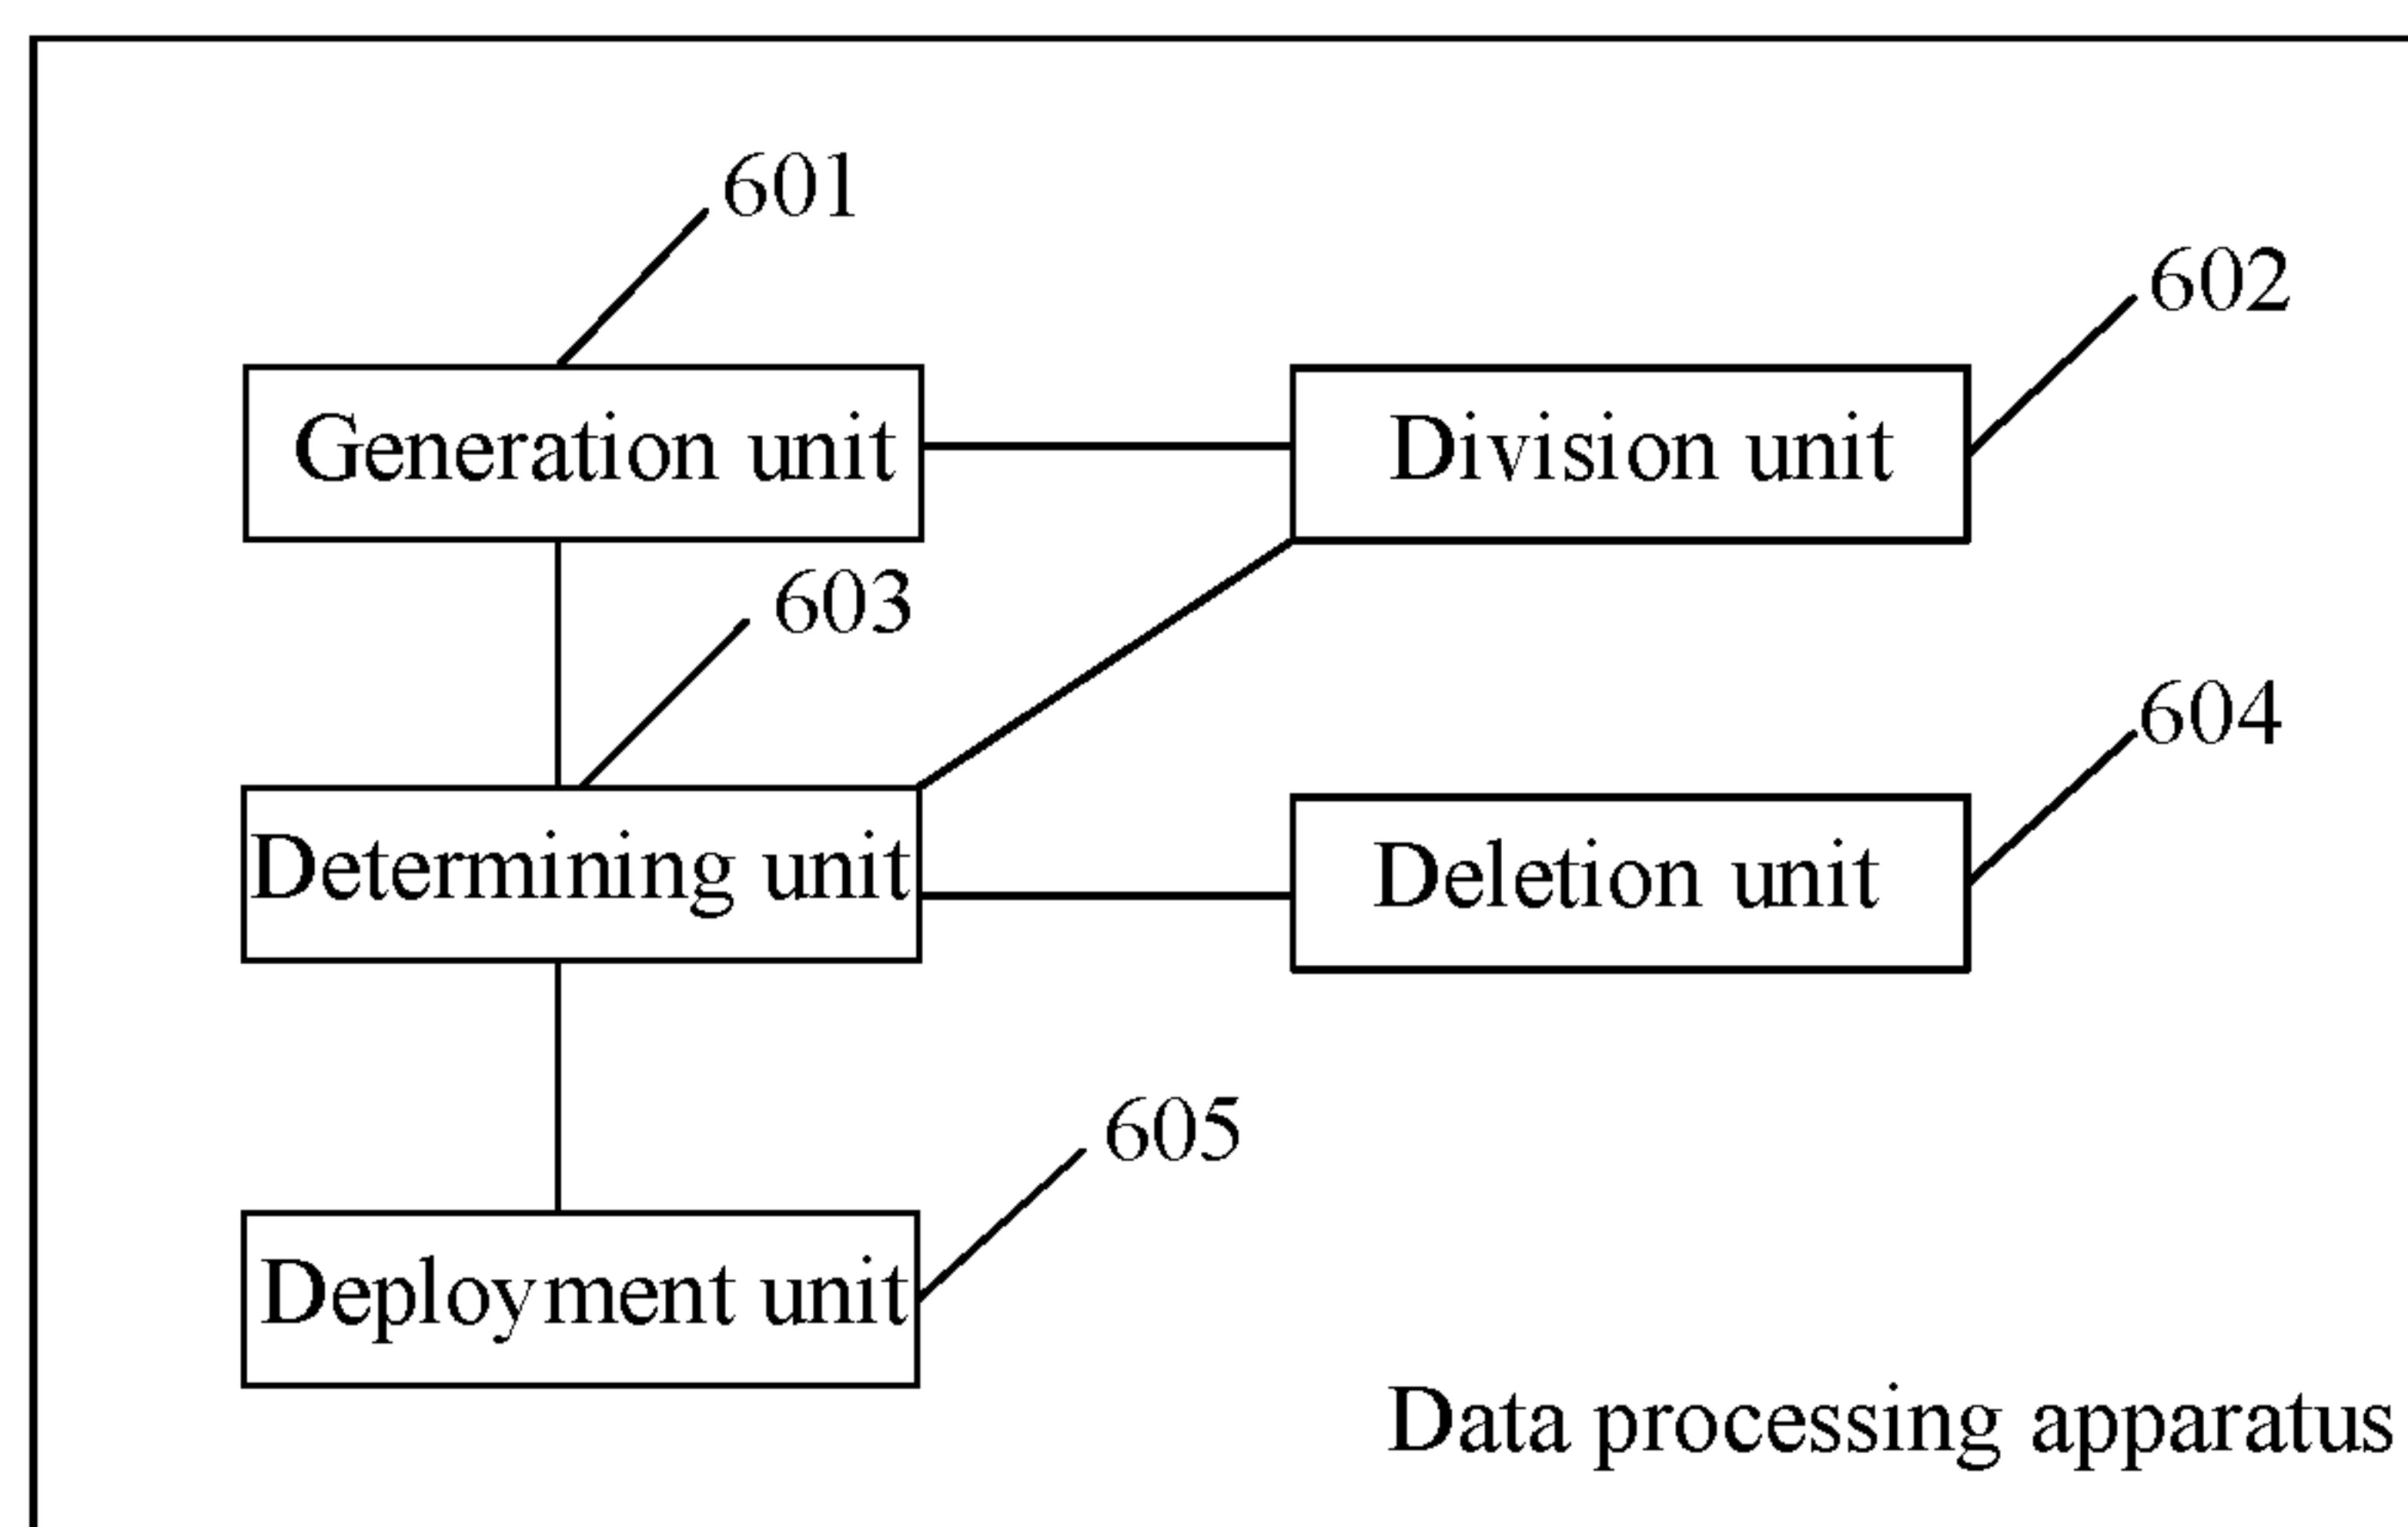 601
602
Generation unit
Division unit
603
604
Determining unit
Deletion unit
605
Deployment unit
Data processing apparatus